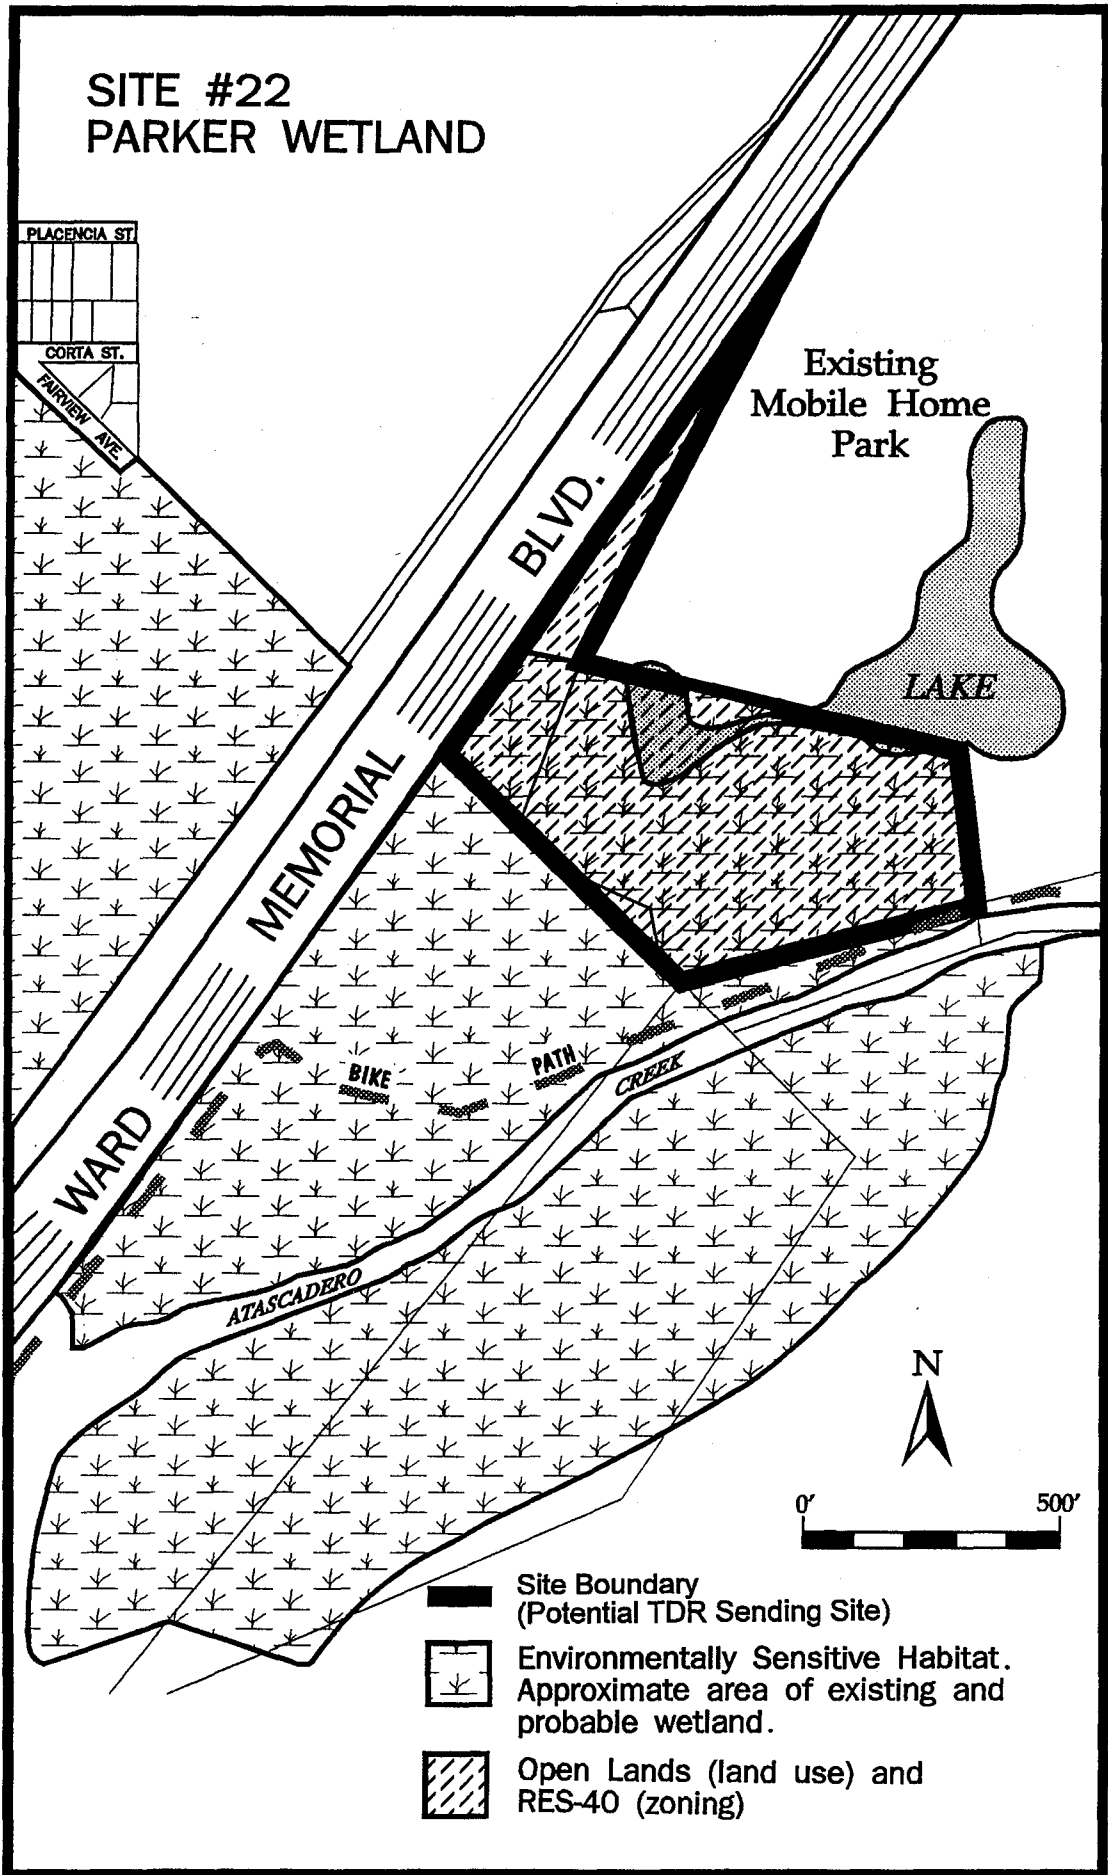 SITE #22
PARKER WETLAND
PLACENCIA ST.
CORTA ST.
FAIRVIEW AVE.
Existing
Mobile Home
Park
LAKE
WARD MEMORIAL BLVD.
BIKE PATH
ATASCADERO CREEK
N
0' 500'
Site Boundary
(Potential TDR Sending Site)
Environmentally Sensitive Habitat.
Approximate area of existing and
probable wetland.
Open Lands (land use) and
RES-40 (zoning)